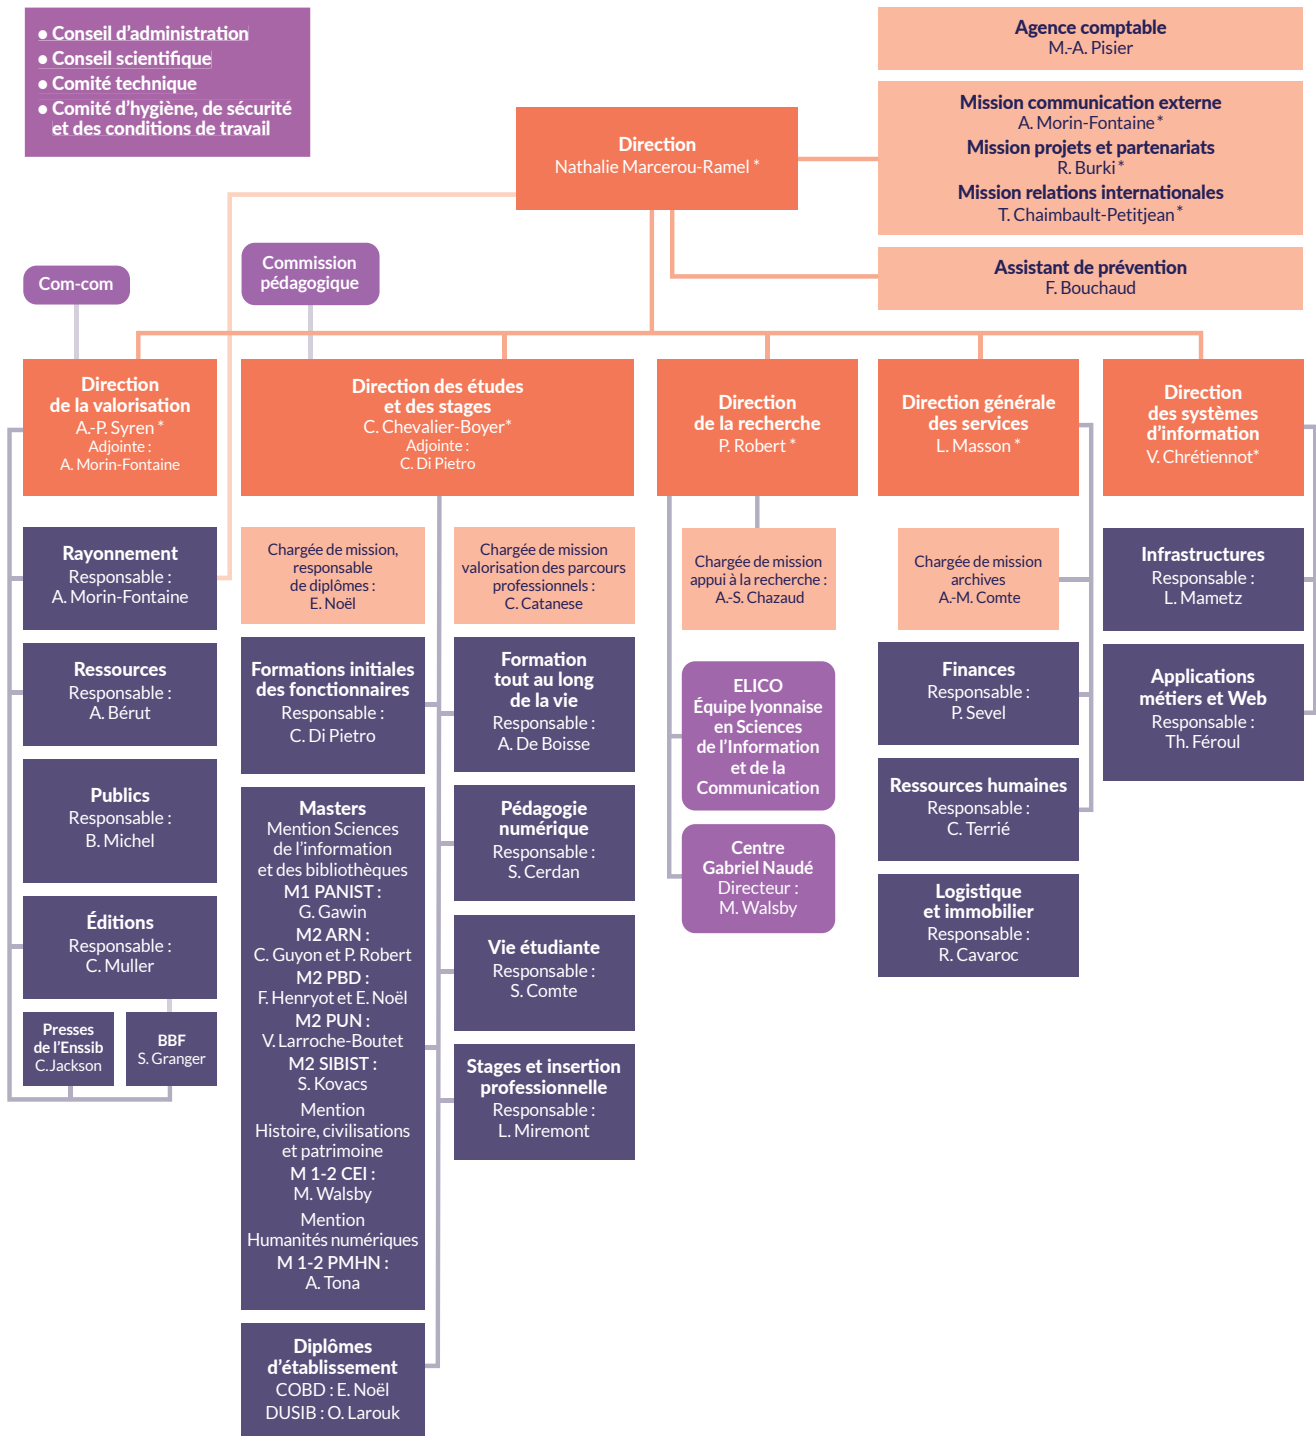 ● Conseil d'administration
● Conseil scientifique
● Comité technique
● Comité d'hygiène, de sécurité
et des conditions de travail
Agence comptable
M.-A. Pisier
Mission communication externe
A. Morin-Fontaine *
Mission projets et partenariats
R. Burki *
Mission relations internationales
T. Chaimbault-Petitjean *
Assistant de prévention
F. Bouchaud
Direction
Nathalie Marcerou-Ramel *
Com-com
Commission
pédagogique
Direction
de la valorisation
A.-P. Syren *
Adjointe :
A. Morin-Fontaine
Rayonnement
Responsable :
A. Morin-Fontaine
Ressources
Responsable :
A. Bérut
Publics
Responsable :
B. Michel
Éditions
Responsable :
C. Muller
Presses
de l'Enssib
C.Jackson
BBF
S. Granger
Direction des études
et des stages
C. Chevalier-Boyer*
Adjointe :
C. Di Pietro
Chargée de mission,
responsable
de diplômes :
E. Noël
Formations initiales
des fonctionnaires
Responsable :
C. Di Pietro
Masters
Mention Sciences
de l'information
et des bibliothèques
M1 PANIST :
G. Gawin
M2 ARN :
C. Guyon et P. Robert
M2 PBD :
F. Henryot et E. Noël
M2 PUN :
V. Larroche-Boutet
M2 SIBIST :
S. Kovacs
Mention
Histoire, civilisations
et patrimoine
M 1-2 CEI :
M. Walsby
Mention
Humanités numériques
M 1-2 PMHN :
A. Tona
Diplômes
d'établissement
COBD : E. Noël
DUSIB : O. Larouk
Chargée de mission
valorisation des parcours
professionnels :
C. Catanese
Formation
tout au long
de la vie
Responsable :
A. De Boisse
Pédagogie
numérique
Responsable :
S. Cerdan
Vie étudiante
Responsable :
S. Comte
Stages et insertion
professionnelle
Responsable :
L. Miremont
Direction
de la recherche
P. Robert *
Chargée de mission
appui à la recherche :
A.-S. Chazaud
ELICO
Équipe lyonnaise
en Sciences
de l'Information
et de la
Communication
Centre
Gabriel Naudé
Directeur :
M. Walsby
Direction générale
des services
L. Masson *
Chargée de mission
archives
A.-M. Comte
Finances
Responsable :
P. Sevel
Ressources humaines
Responsable :
C. Terrié
Logistique
et immobilier
Responsable :
R. Cavaroc
Direction
des systèmes
d'information
V. Chrétiennot*
Infrastructures
Responsable :
L. Mametz
Applications
métiers et Web
Responsable :
Th. Féroul